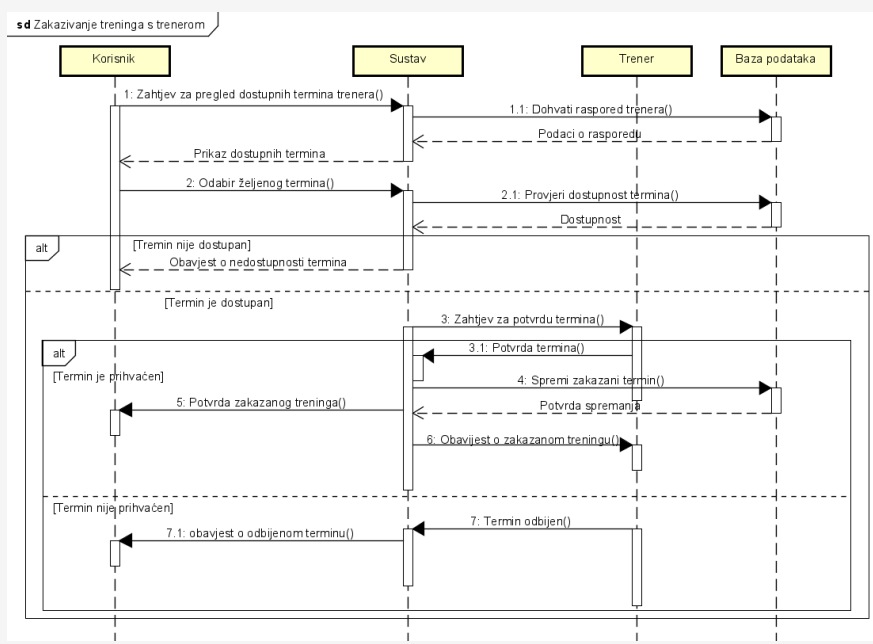 sd Zakazivanje treninga s trenerom
Korisnik
Sustav
Trener
Baza podataka
1: Zahtjev za pregled dostupnih termina trenera()
1.1: Dohvati raspored trenera()
Podaci o rasporedu
Prikaz dostupnih termina
2: Odabir željenog termina()
2.1: Provjeri dostupnost termina()
Dostupnost
alt
[Tremin nije dostupan]
Obavjest o nedostupnosti termina
[Termin je dostupan]
3: Zahtjev za potvrdu termina()
alt
3.1: Potvrda termina()
[Termin je prihvačen]
4: Spremi zakazani termin()
5: Potvrda zakazanog treninga()
Potvrda spremanja
6: Obavijest o zakazanom treningu()
[Termin nije prihvačen]
7: Termin odbijen()
7.1: obavjest o odbijenom terminu()